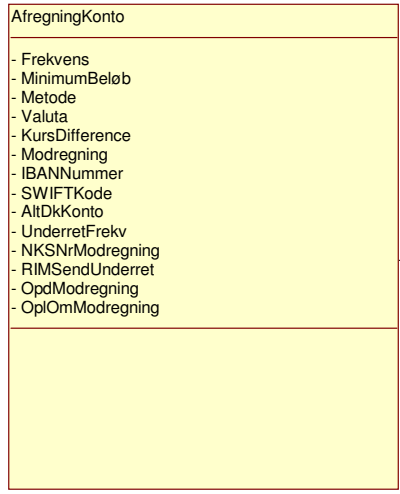 AfregningKonto
- Frekvens
- MinimumBeløb
- Metode
- Valuta
- KursDifference
- Modregning
- IBANNummer
- SWIFTKode
- AltDkKonto
- UnderretFrekv
- NKSNrModregning
- RIMSendUnderret
- OpdModregning
- OplOmModregning